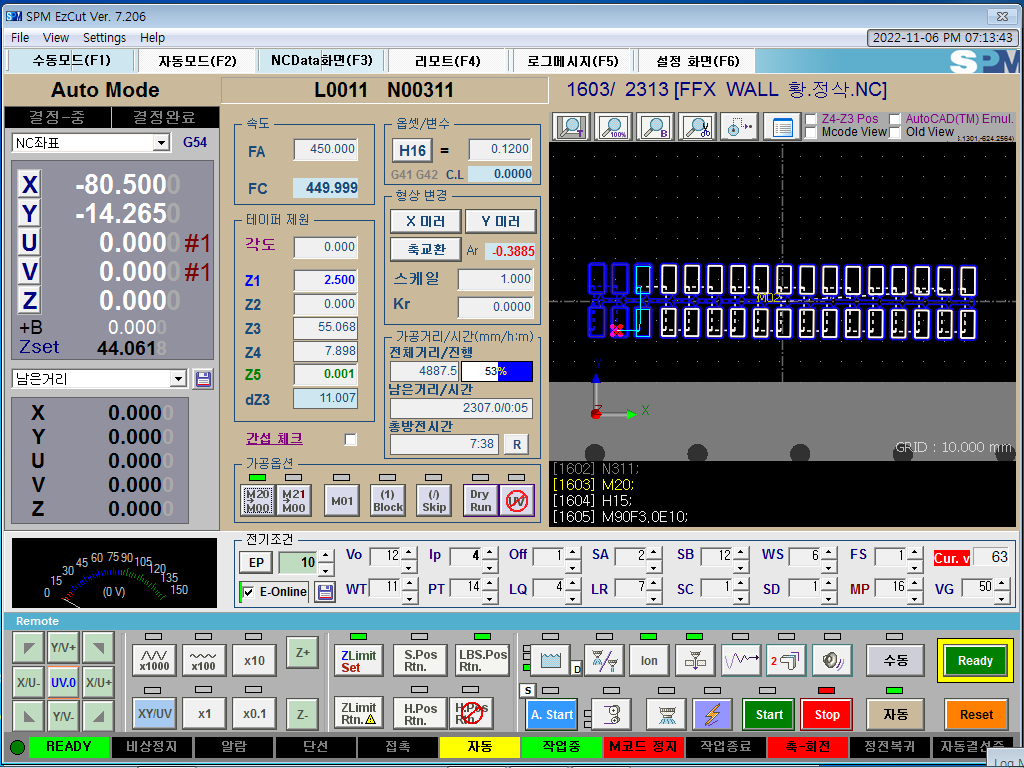 SPM EzCut Ver. 7.206
File View Settings Help
2022-11-06 PM 07:13:43
수동모드(F1) 자동모드(F2) NCData화면(F3) 리모트(F4) 로그메시지(F5) 설정 화면(F6) SPM
Auto Mode
L0011 N00311
1603/ 2313 [FFX WALL 황.정삭.NC]
결정-중 결정완료
NC좌표 G54
X -80.5000
Y -14.2650
U 0.0000 #1
V 0.0000 #1
Z 0.0000
+B 0.0000
Zset 44.0618
남은거리
X 0.0000
Y 0.0000
U 0.0000
V 0.0000
Z 0.0000
속도
FA 450.000
FC 449.999
테이퍼 제원
각도 0.000
Z1 2.500
Z2 0.000
Z3 55.068
Z4 7.898
Z5 0.001
dZ3 11.007
간섭 체크
옵셋/변수
H16 = 0.1200
G41 G42 C.L 0.0000
형상 변경
X 미러 Y 미러
축교환 Ar -0.3885
스케일 1.000
Kr 0.0000
가공거리/시간(mm/h:m)
전체거리/진행
4887.5 53%
남은거리/시간
2307.0/0:05
총방전시간
7:38 R
가공옵션
M20 M00 M21 M00 M01 (1) Block (/) Skip Dry Run UV
T 100% B
Z4-Z3 Pos AutoCAD(TM) Emul.
Mcode View Old View
M02
Y
Z X
GRID : 10.000 mm
[1602] N311;
[1603] M20;
[1604] H15;
[1605] M90F3,0E10;
0 15 30 45 60 75 90 105 120 135 150
(0 V)
전기조건
EP 10 Vo 12 Ip 4 Off 1 SA 2 SB 12 WS 6 FS 1 Cur. v 63
E-Online WT 11 PT 14 LQ 4 LR 7 SC 1 SD 1 MP 16 VG 50
Remote
Y/V+
X/U- UV.0 X/U+
Y/V-
x1000 x100 x10 Z+
XY/UV x1 x0.1 Z-
ZLimit Set S.Pos Rtn. LBS.Pos Rtn.
ZLimit Rtn. H.Pos Rtn. H.Pos Rtn.
D Ion 2 수동 Ready
S A. Start Start Stop 자동 Reset
READY 비상정지 알람 단선 접촉 자동 작업중 M코드 정지 작업종료 축-회전 정전복귀 자동결선중
Log M